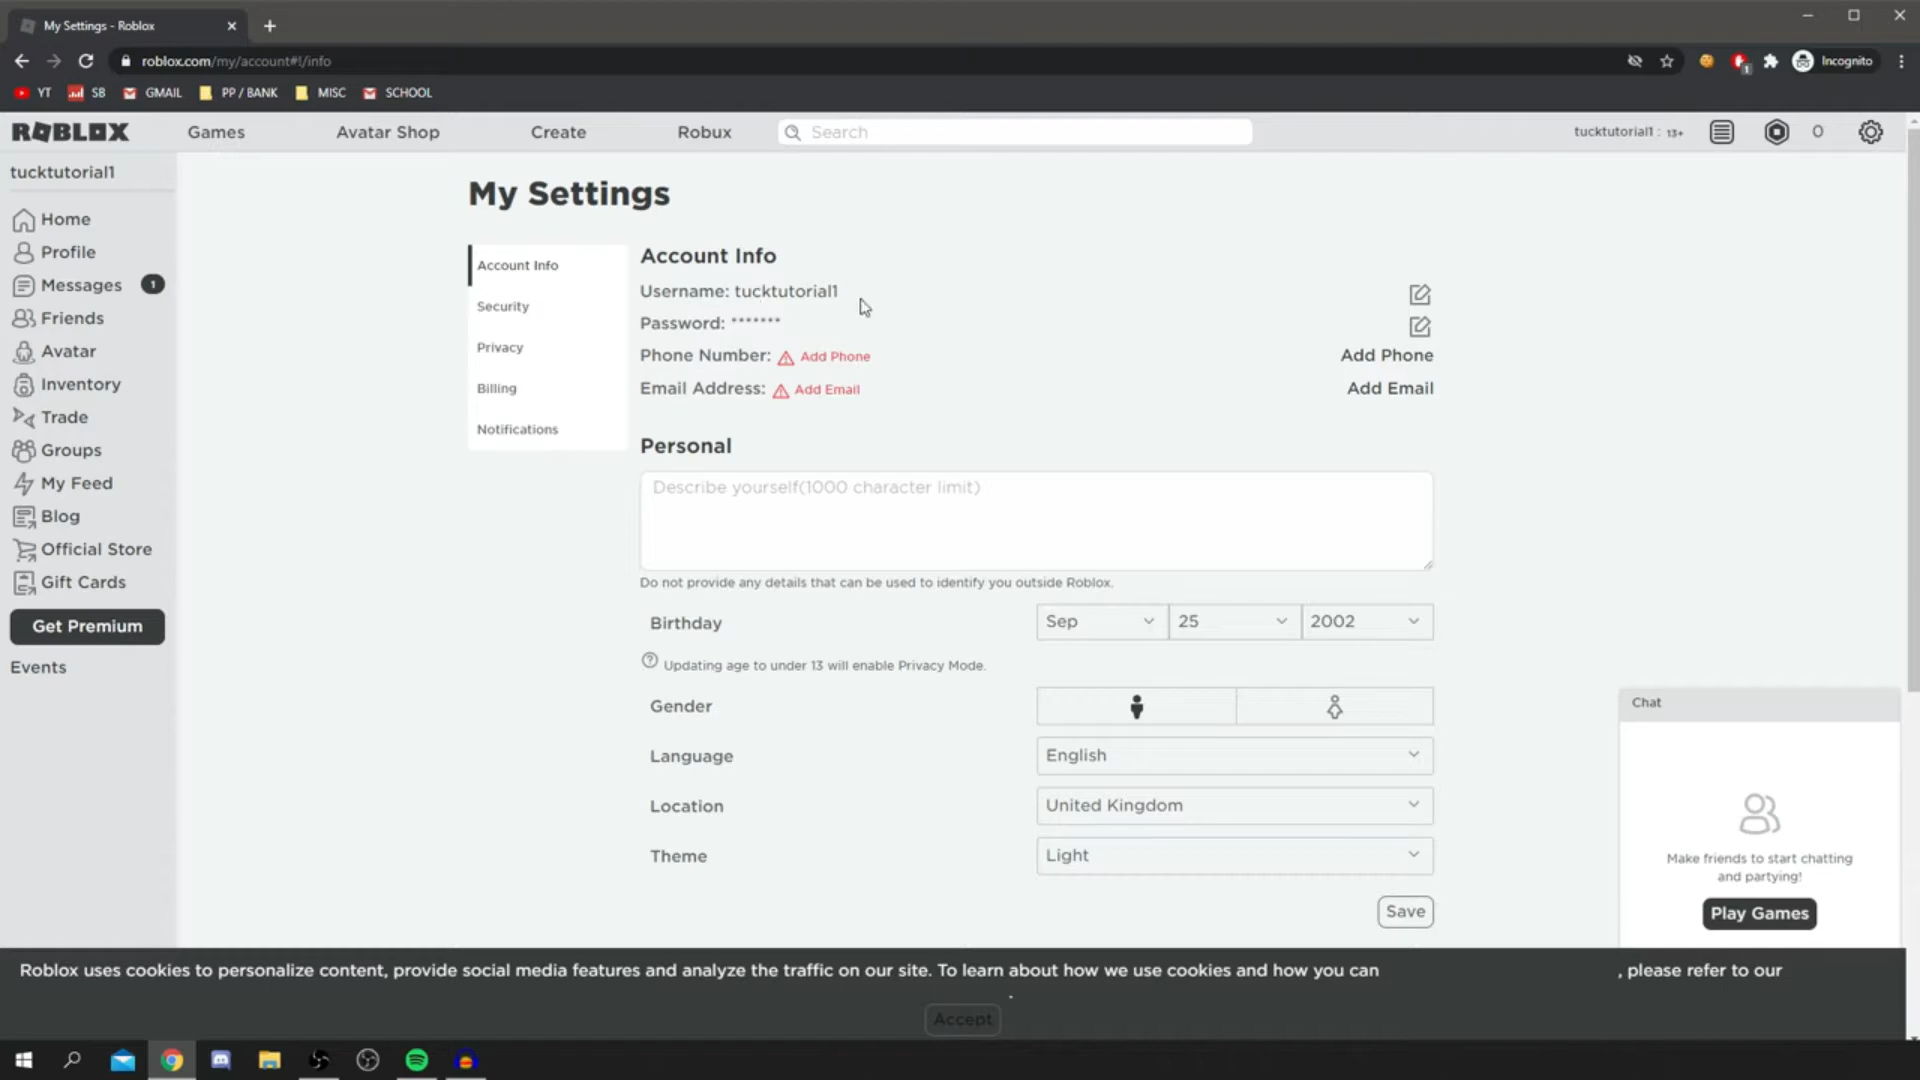 My Settings - Roblox
roblox.com/my/account#!/info
Incognito
YT SB GMAIL PP / BANK MISC SCHOOL
ROBLOX Games Avatar Shop Create Robux Search tucktutorial1 : 13+ 0
tucktutorial1
Home
Profile
Messages 1
Friends
Avatar
Inventory
Trade
Groups
My Feed
Blog
Official Store
Gift Cards
Get Premium
Events
My Settings
Account Info
Security
Privacy
Billing
Notifications
Account Info
Username: tucktutorial1
Password: *******
Phone Number: Add Phone Add Phone
Email Address: Add Email Add Email
Personal
Describe yourself(1000 character limit)
Do not provide any details that can be used to identify you outside Roblox.
Birthday Sep 25 2002
Updating age to under 13 will enable Privacy Mode.
Gender
Language English
Location United Kingdom
Theme Light
Save
Chat
Make friends to start chatting
and partying!
Play Games
Roblox uses cookies to personalize content, provide social media features and analyze the traffic on our site. To learn about how we use cookies and how you can , please refer to our
.
Accept